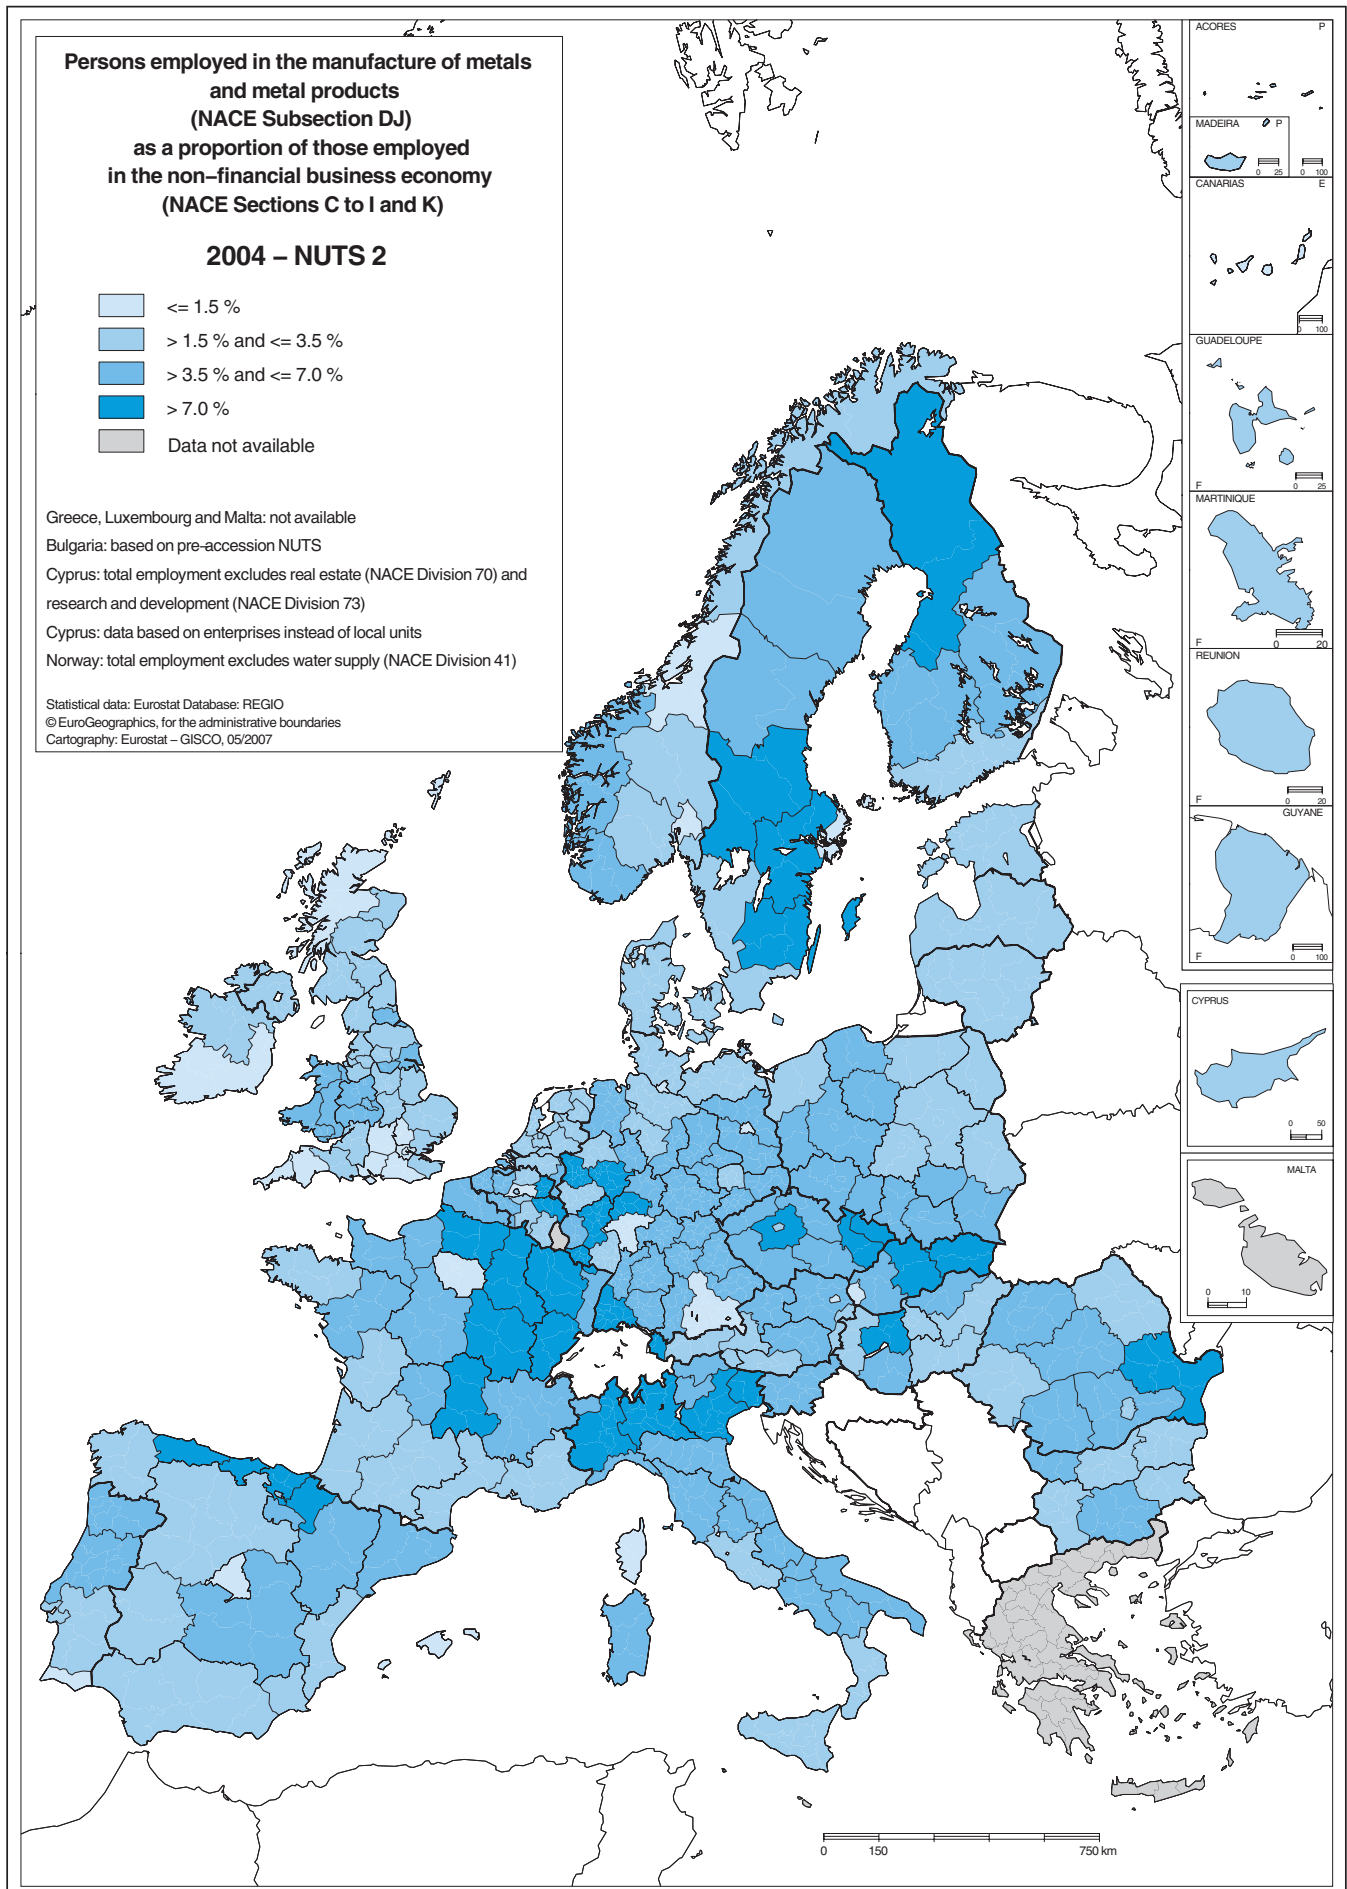 Persons employed in the manufacture of metals
and metal products
(NACE Subsection DJ)
as a proportion of those employed
in the non–financial business economy
(NACE Sections C to I and K)
2004 – NUTS 2
<= 1.5 %
> 1.5 % and <= 3.5 %
> 3.5 % and <= 7.0 %
> 7.0 %
Data not available
Greece, Luxembourg and Malta: not available
Bulgaria: based on pre-accession NUTS
Cyprus: total employment excludes real estate (NACE Division 70) and
research and development (NACE Division 73)
Cyprus: data based on enterprises instead of local units
Norway: total employment excludes water supply (NACE Division 41)
Statistical data: Eurostat Database: REGIO
© EuroGeographics, for the administrative boundaries
Cartography: Eurostat – GISCO, 05/2007
ACORES P
MADEIRA P
0 25 0 100
CANARIAS E
0 100
GUADELOUPE
F 0 25
MARTINIQUE
F 0 20
REUNION
F 0 20
GUYANE
F 0 100
CYPRUS
0 50
MALTA
0 10
0 150 750 km